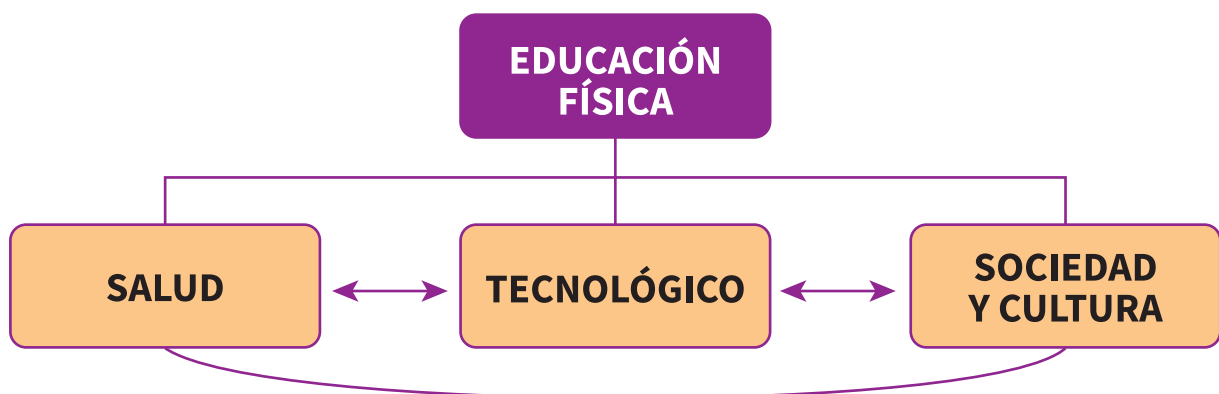 EDUCACIÓN
FÍSICA
SALUD
TECNOLÓGICO
SOCIEDAD
Y CULTURA